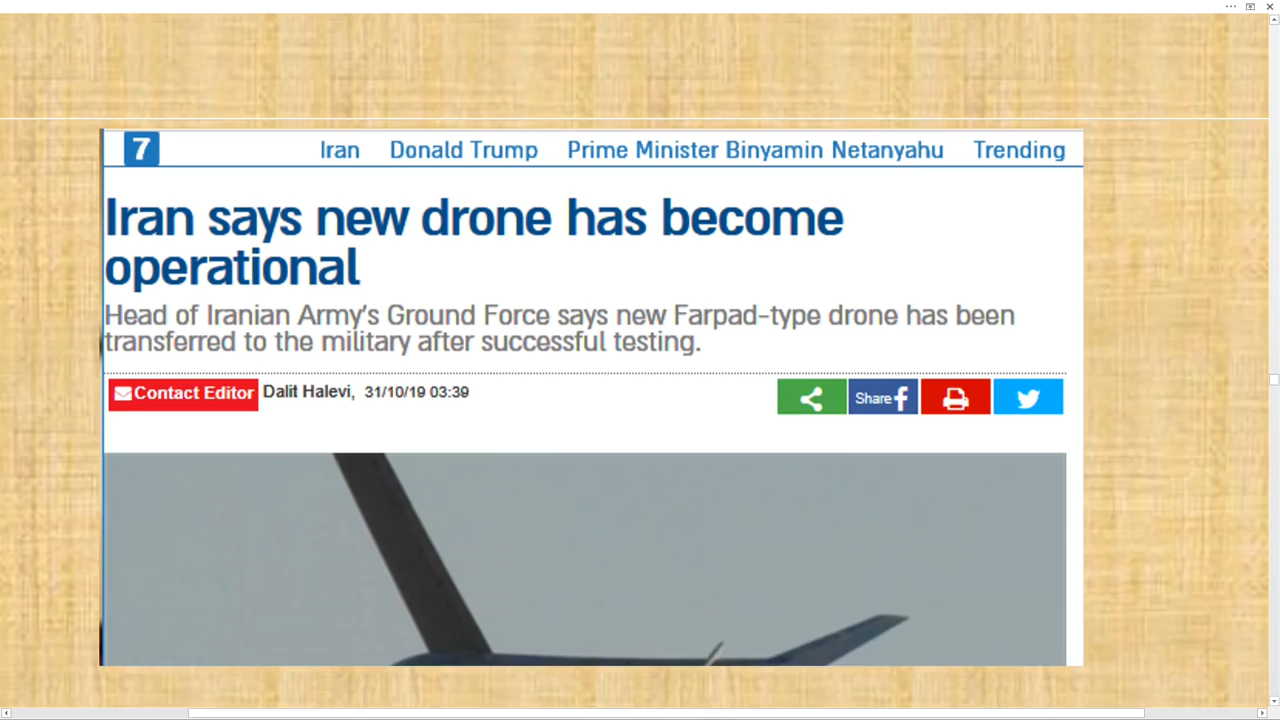 7 Iran Donald Trump Prime Minister Binyamin Netanyahu Trending
Iran says new drone has become
operational
Head of Iranian Army's Ground Force says new Farpad-type drone has been
transferred to the military after successful testing.
Contact Editor Dalit Halevi, 31/10/19 03:39 Share